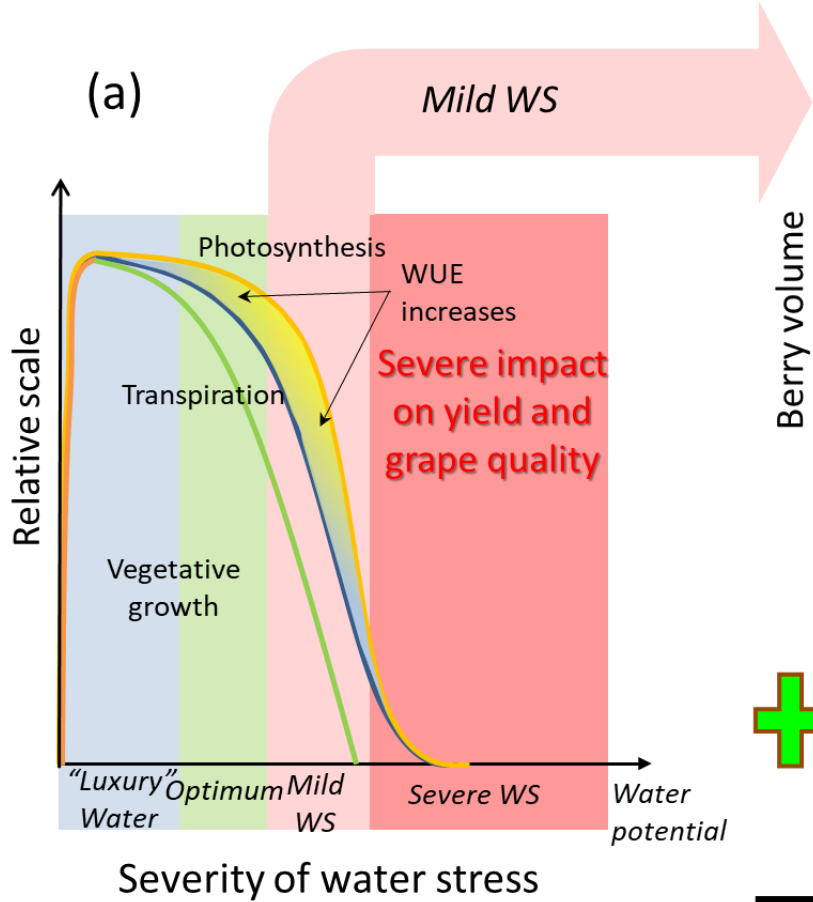 (a)
Mild WS
Photosynthesis
WUE
increases
Severe impact
on yield and
grape quality
Transpiration
Vegetative
growth
Relative scale
Berry volume
“Luxury”
Water
Optimum
Mild
WS
Severe WS
Water
potential
Severity of water stress